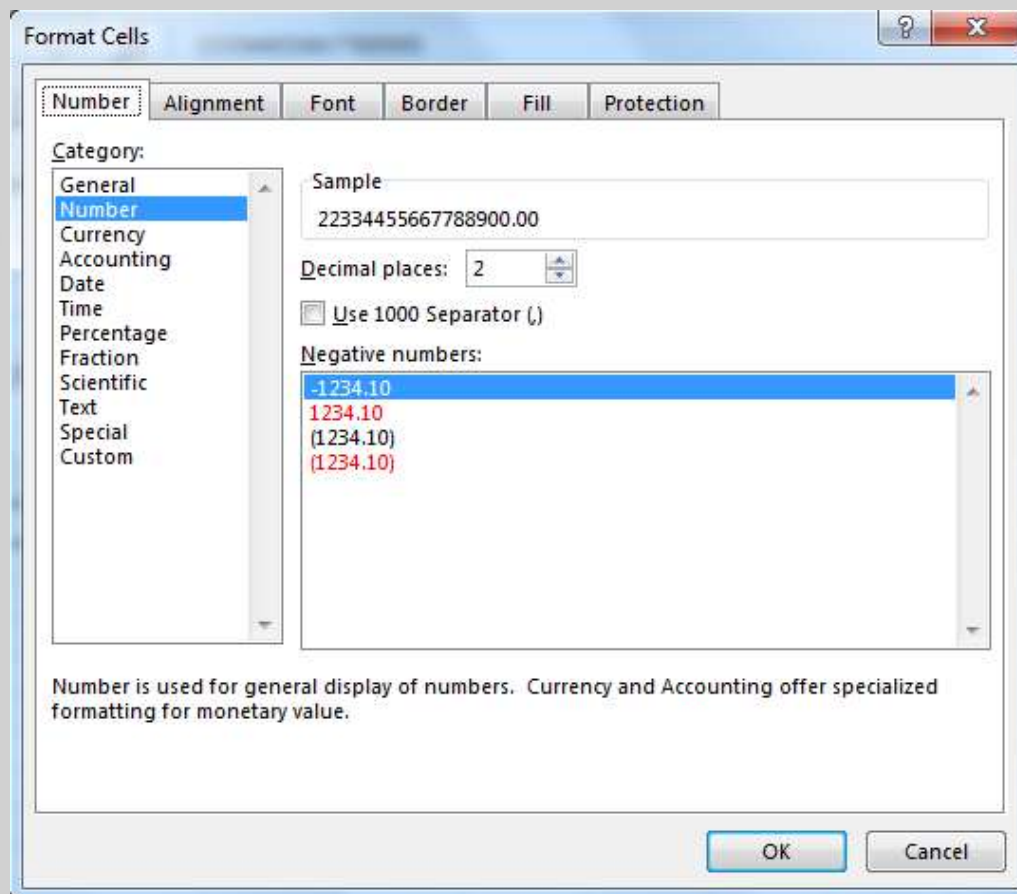 Format Cells
Number Alignment Font Border Fill Protection
Category:
General
Number
Currency
Accounting
Date
Time
Percentage
Fraction
Scientific
Text
Special
Custom
Sample
22334455667788900.00
Decimal places: 2
Use 1000 Separator (,)
Negative numbers:
-1234.10
1234.10
(1234.10)
(1234.10)
Number is used for general display of numbers.  Currency and Accounting offer specialized
formatting for monetary value.
OK Cancel